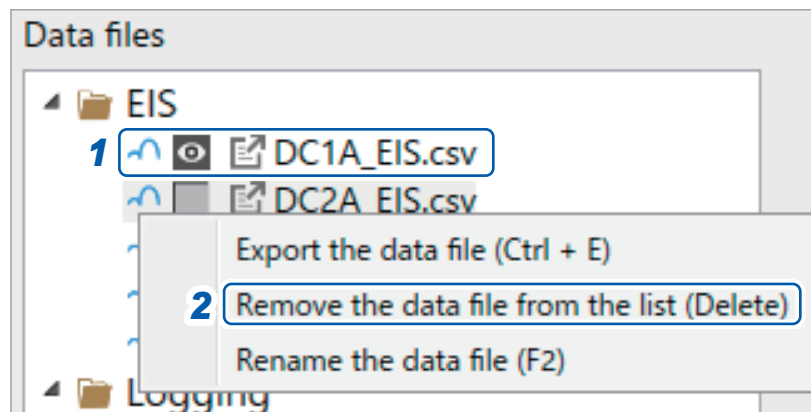 Data files
EIS
1 DC1A_EIS.csv
DC2A_EIS.csv
Export the data file (Ctrl + E)
2 Remove the data file from the list (Delete)
Rename the data file (F2)
Logging